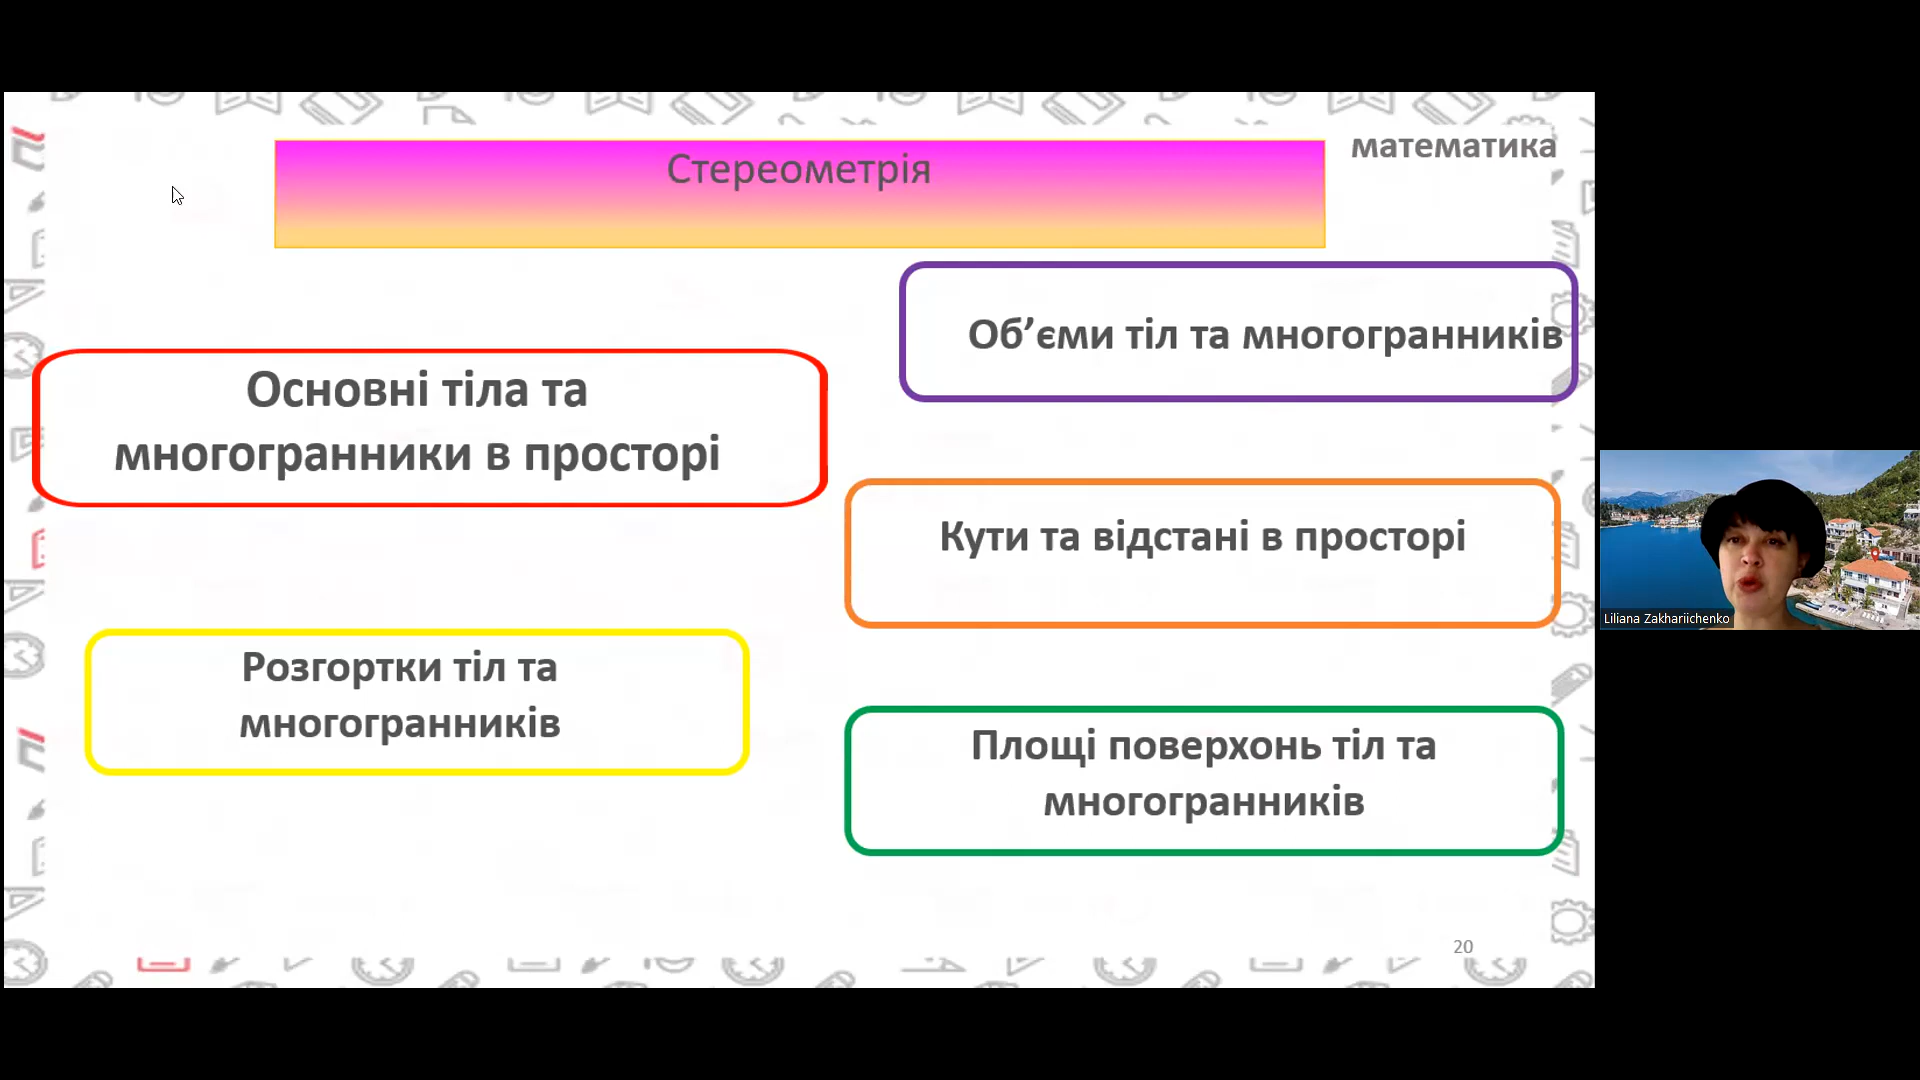 математика
Стереометрія
Об’єми тіл та многогранників
Основні тіла та
многогранники в просторі
Кути та відстані в просторі
Розгортки тіл та
многогранників
Площі поверхонь тіл та
многогранників
20
Liliana Zakhariichenko